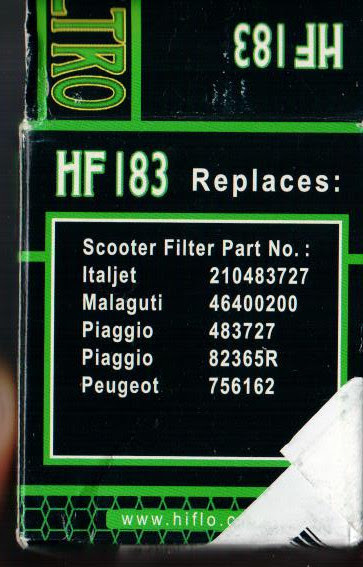 TRO
HF183
HF183 Replaces:
Scooter Filter Part No.:
Italjet 210483727
Malaguti 46400200
Piaggio 483727
Piaggio 82365R
Peugeot 756162
www.hiflo.